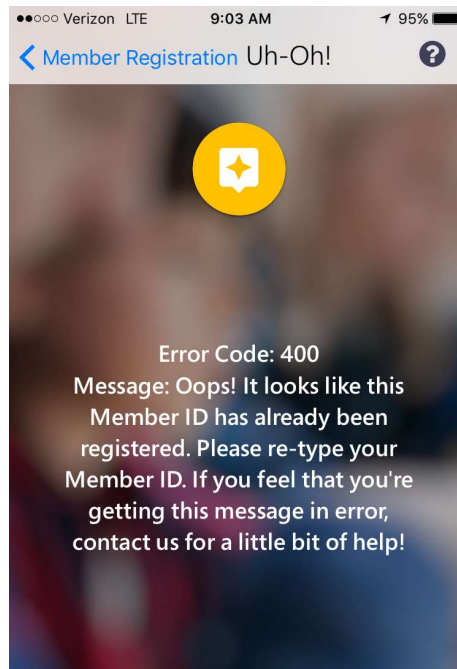 Verizon LTE 9:03 AM 95%
Member Registration Uh-Oh! ?
Error Code: 400
Message: Oops! It looks like this
Member ID has already been
registered. Please re-type your
Member ID. If you feel that you're
getting this message in error,
contact us for a little bit of help!